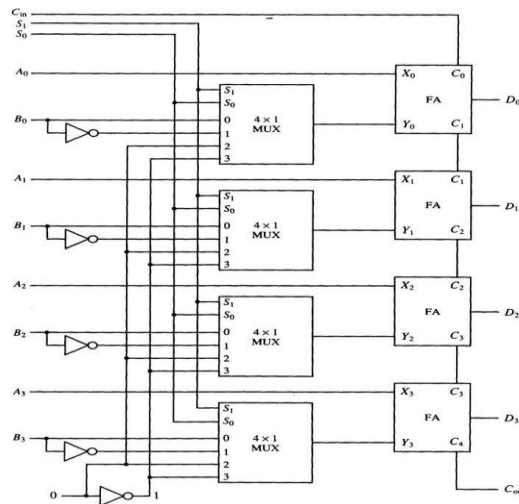 Cin
S1
S0
A0 X0 C0
S1 FA D0
S0 4 × 1
B0 0 MUX Y0 C1
1
2
3
A1 X1 C1
S1 FA D1
S0 4 × 1
B1 0 MUX Y1 C2
1
2
3
A2 X2 C2
S1 FA D2
S0 4 × 1
B2 0 MUX Y2 C3
1
2
3
A3 X3 C3
S1 FA D3
S0 4 × 1
B3 0 MUX Y3 C4
1
2
3
0 1 Cou